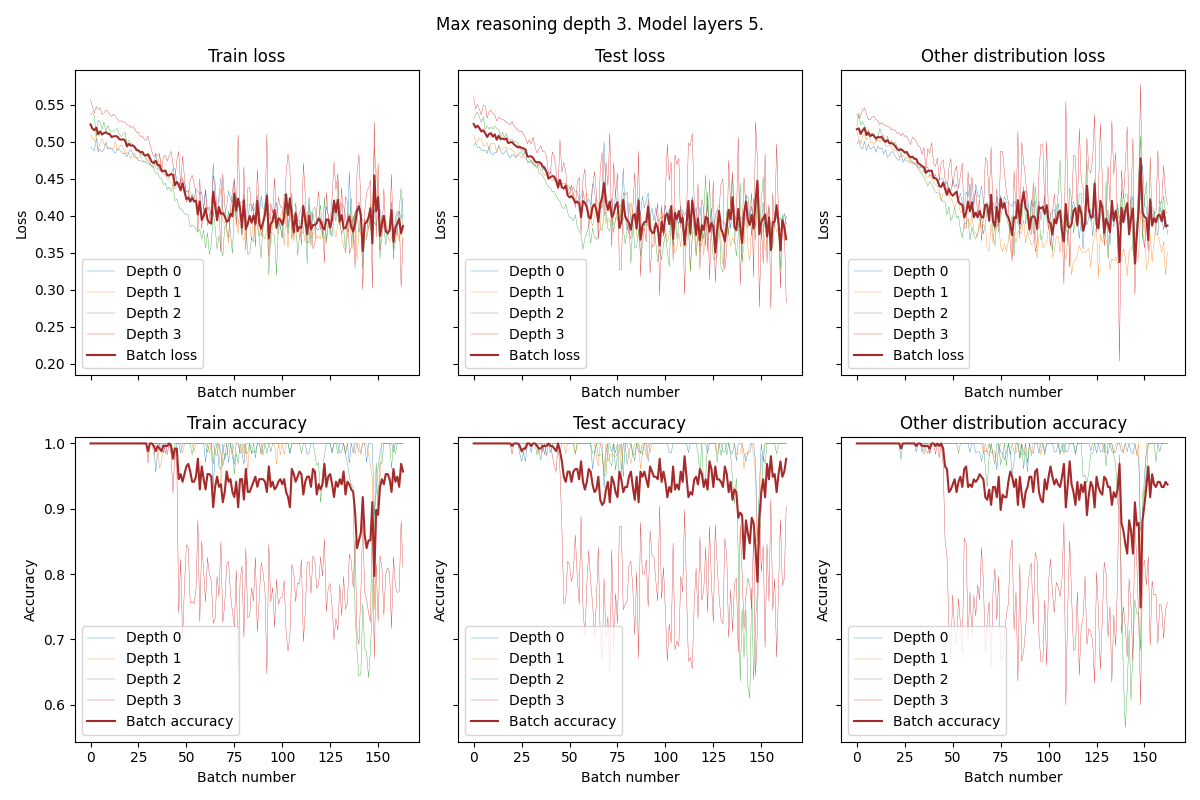 Max reasoning depth 3. Model layers 5.
Train loss
Test loss
Other distribution loss
Loss
0.55
0.50
0.45
0.40
0.35
0.30
0.25
0.20
Depth 0
Depth 1
Depth 2
Depth 3
Batch loss
Batch number
Loss
Depth 0
Depth 1
Depth 2
Depth 3
Batch loss
Batch number
Loss
Depth 0
Depth 1
Depth 2
Depth 3
Batch loss
Batch number
Train accuracy
Test accuracy
Other distribution accuracy
Accuracy
1.0
0.9
0.8
0.7
0.6
Depth 0
Depth 1
Depth 2
Depth 3
Batch accuracy
0 25 50 75 100 125 150
Batch number
Accuracy
Depth 0
Depth 1
Depth 2
Depth 3
Batch accuracy
0 25 50 75 100 125 150
Batch number
Accuracy
Depth 0
Depth 1
Depth 2
Depth 3
Batch accuracy
0 25 50 75 100 125 150
Batch number